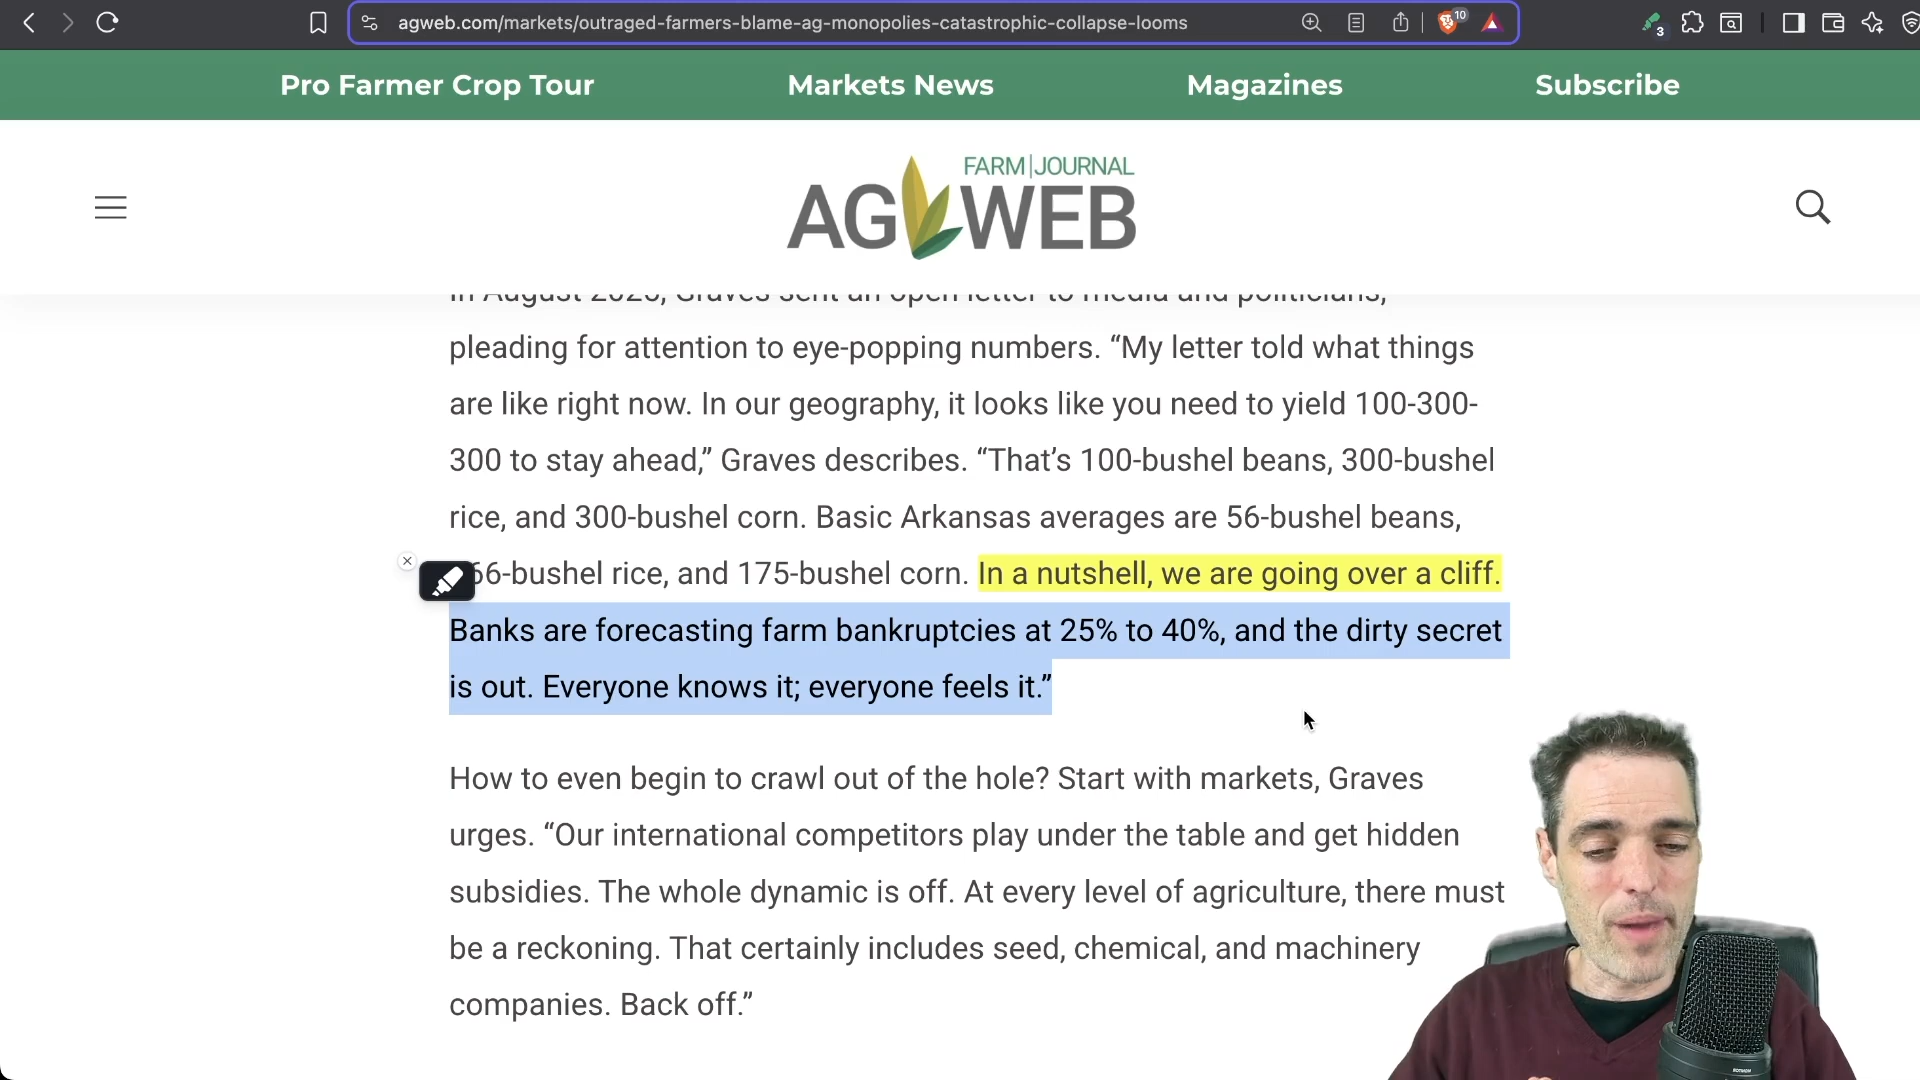 agweb.com/markets/outraged-farmers-blame-ag-monopolies-catastrophic-collapse-looms
10
3
Pro Farmer Crop Tour
Markets News
Magazines
Subscribe
FARM|JOURNAL
AG WEB
Graves sent an open letter to media and politicians,
pleading for attention to eye-popping numbers. “My letter told what things
are like right now. In our geography, it looks like you need to yield 100-300-
300 to stay ahead,” Graves describes. “That’s 100-bushel beans, 300-bushel
rice, and 300-bushel corn. Basic Arkansas averages are 56-bushel beans,
66-bushel rice, and 175-bushel corn. In a nutshell, we are going over a cliff.
Banks are forecasting farm bankruptcies at 25% to 40%, and the dirty secret
is out. Everyone knows it; everyone feels it.”
How to even begin to crawl out of the hole? Start with markets, Graves
urges. “Our international competitors play under the table and get hidden
subsidies. The whole dynamic is off. At every level of agriculture, there must
be a reckoning. That certainly includes seed, chemical, and machinery
companies. Back off.”